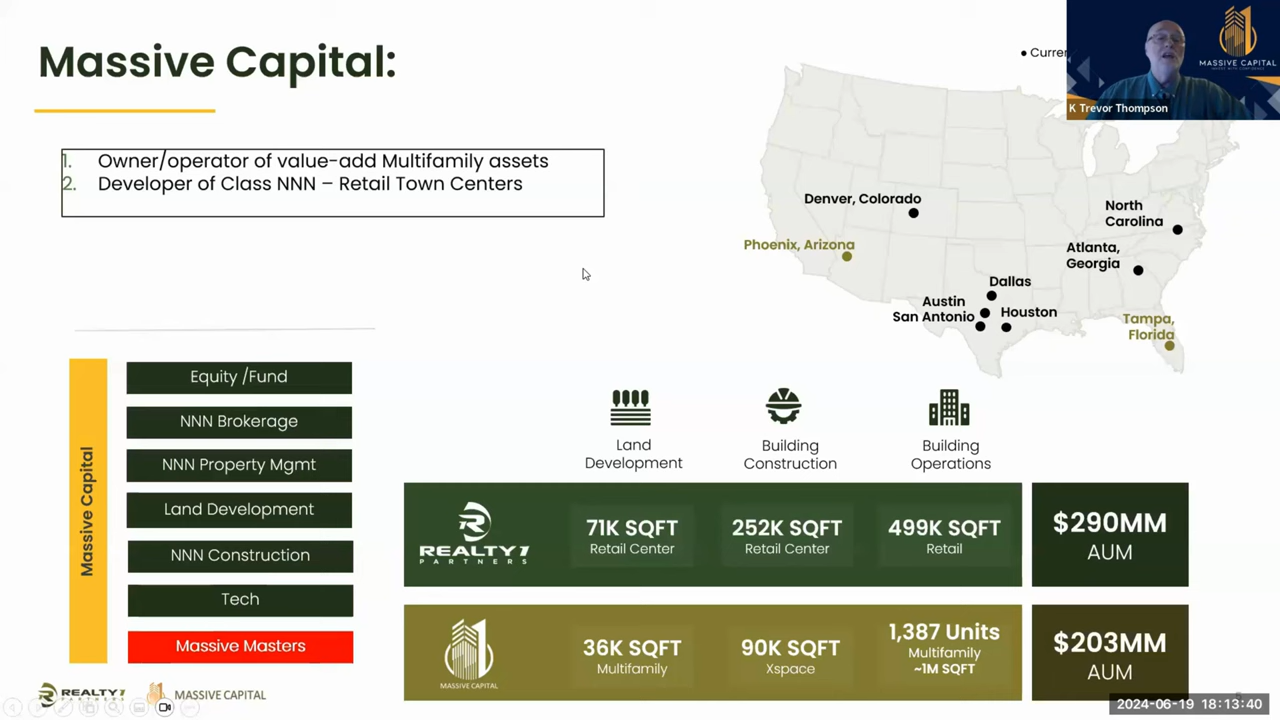 Massive Capital:
1. Owner/operator of value-add Multifamily assets
2. Developer of Class NNN – Retail Town Centers
MASSIVE CAPITAL
K Trevor Thompson
Denver, Colorado
North
Carolina
Phoenix, Arizona
Atlanta,
Georgia
Dallas
Austin
San Antonio
Houston
Tampa,
Florida
Massive Capital
Equity /Fund
NNN Brokerage
NNN Property Mgmt
Land Development
NNN Construction
Tech
Massive Masters
Land
Development
Building
Construction
Building
Operations
REALTY1
PARTNERS
71K SQFT
Retail Center
252K SQFT
Retail Center
499K SQFT
Retail
$290MM
AUM
MASSIVE CAPITAL
36K SQFT
Multifamily
90K SQFT
Xspace
1,387 Units
Multifamily
~1M SQFT
$203MM
AUM
REALTY1
PARTNERS
MASSIVE CAPITAL
2024-06-19 18:13:40